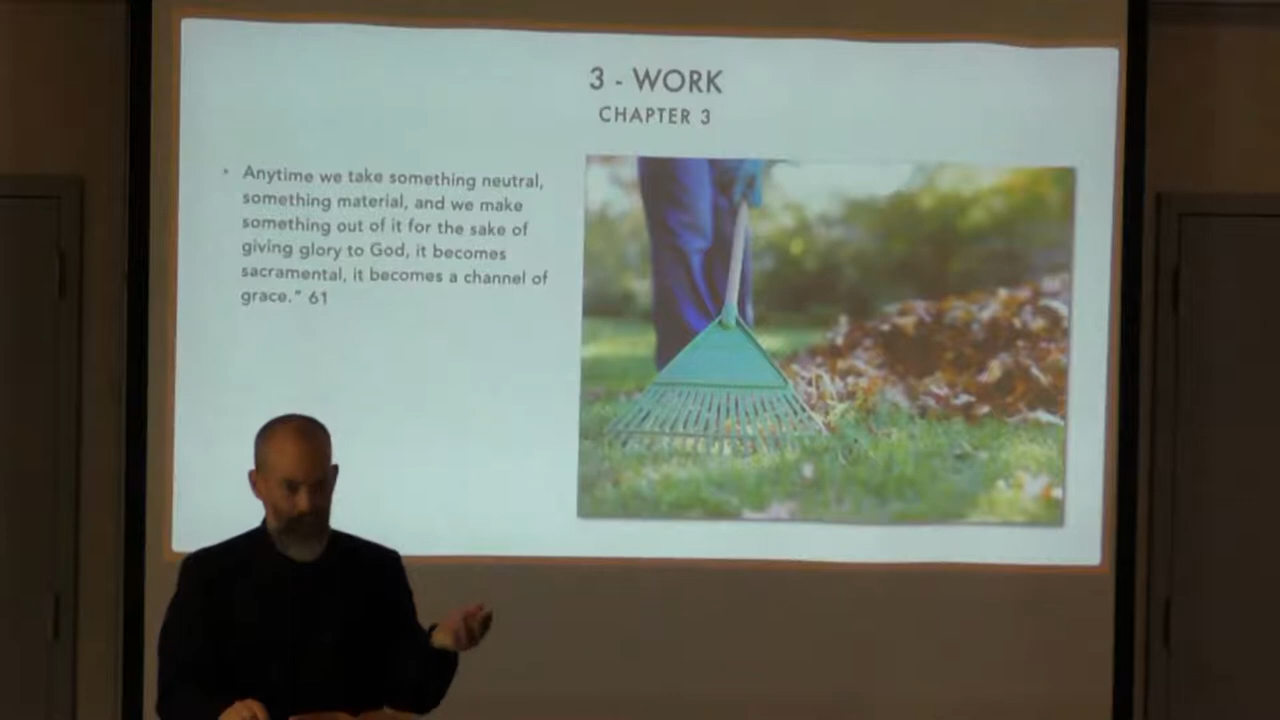 3 - WORK
CHAPTER 3
• Anytime we take something neutral,
something material, and we make
something out of it for the sake of
giving glory to God, it becomes
sacramental, it becomes a channel of
grace." 61